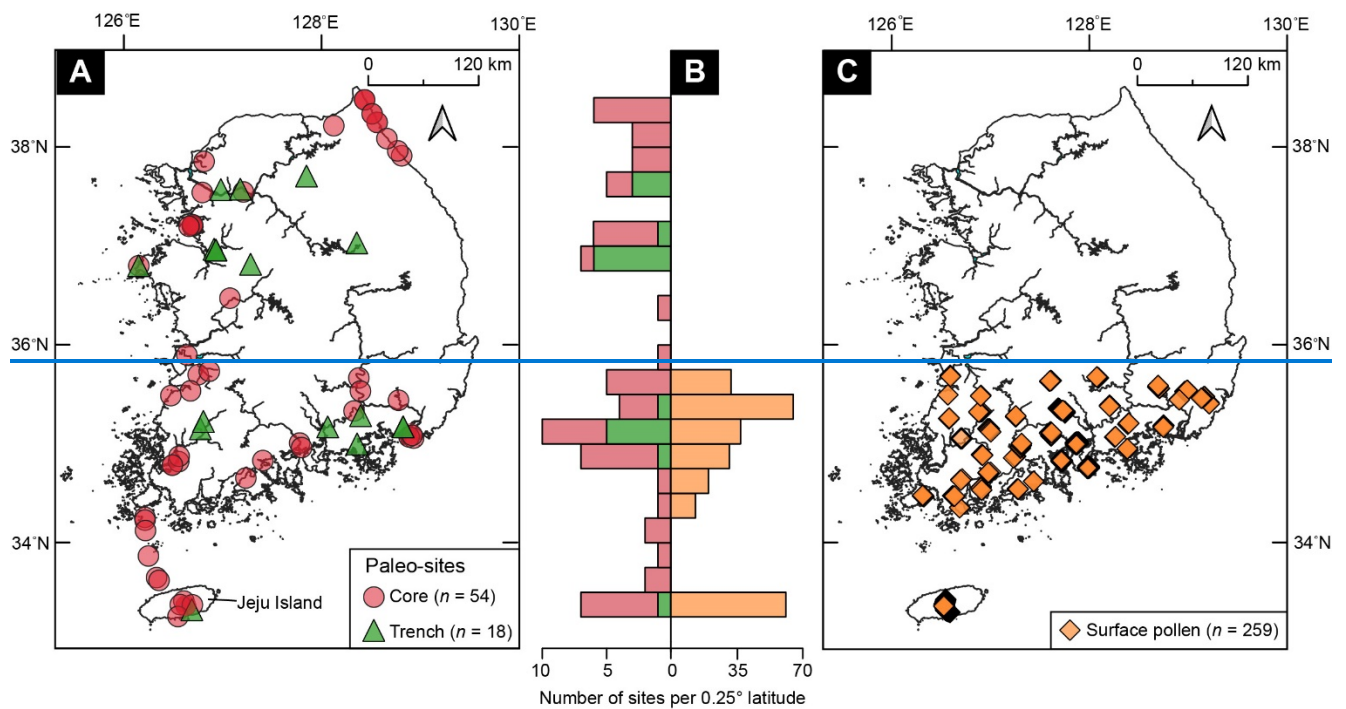 126°E 128°E 130°E 126°E 128°E 130°E
A 0 120 km B C 0 120 km
38°N 38°N
36°N 36°N
34°N 34°N
Paleo-sites
Core (n = 54)
Trench (n = 18)
Jeju Island
Surface pollen (n = 259)
10 5 0 35 70
Number of sites per 0.25° latitude